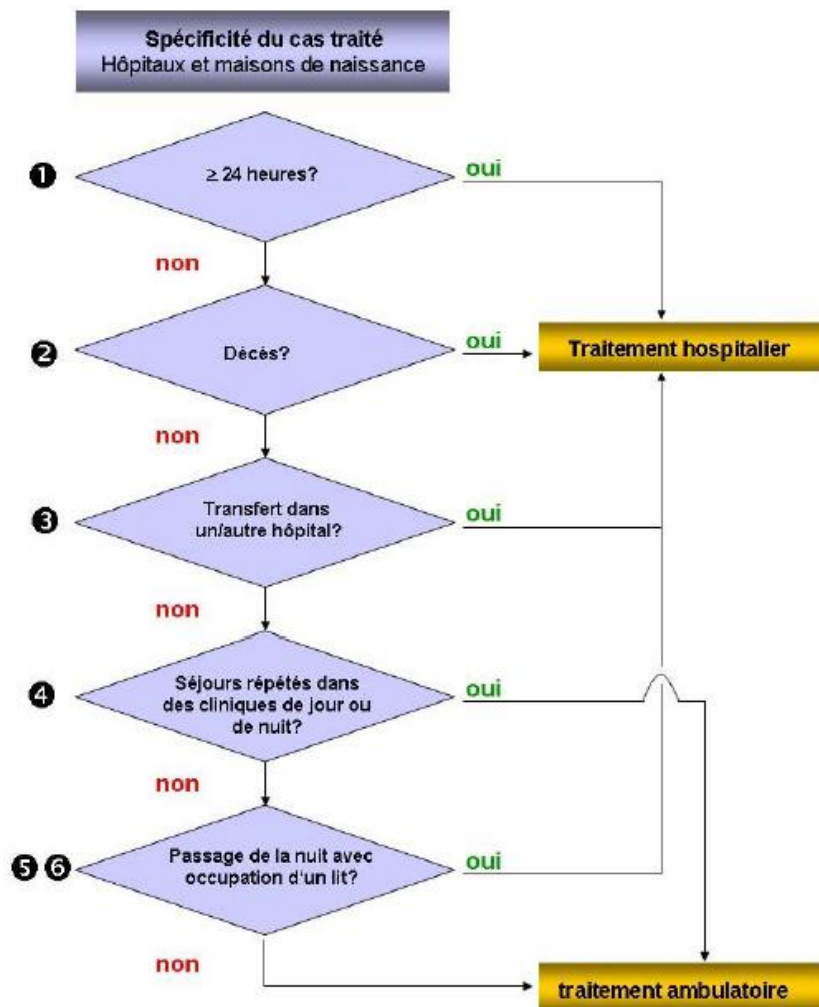 Spécificité du cas traité
Hôpitaux et maisons de naissance
❶
≥ 24 heures?
oui
non
❷
Décès?
oui
Traitement hospitalier
non
❸
Transfert dans
un/autre hôpital?
oui
non
❹
Séjours répétés dans
des cliniques de jour ou
de nuit?
oui
non
❺ ❻
Passage de la nuit avec
occupation d'un lit?
oui
non
traitement ambulatoire